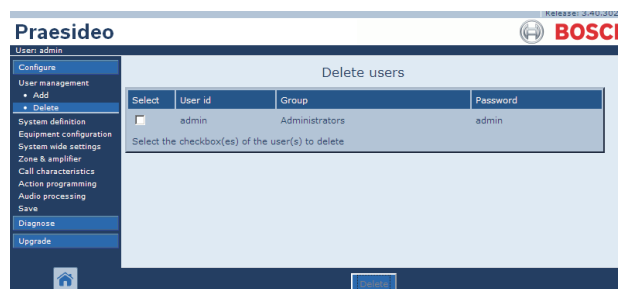 Release: 3.40.302
Praesideo
BOSCH
User: admin
Configure
User management
• Add
• Delete
System definition
Equipment configuration
System wide settings
Zone & amplifier
Call characteristics
Action programming
Audio processing
Save
Diagnose
Upgrade
Delete users
Select User id Group Password
admin Administrators admin
Select the checkbox(es) of the user(s) to delete
Delete